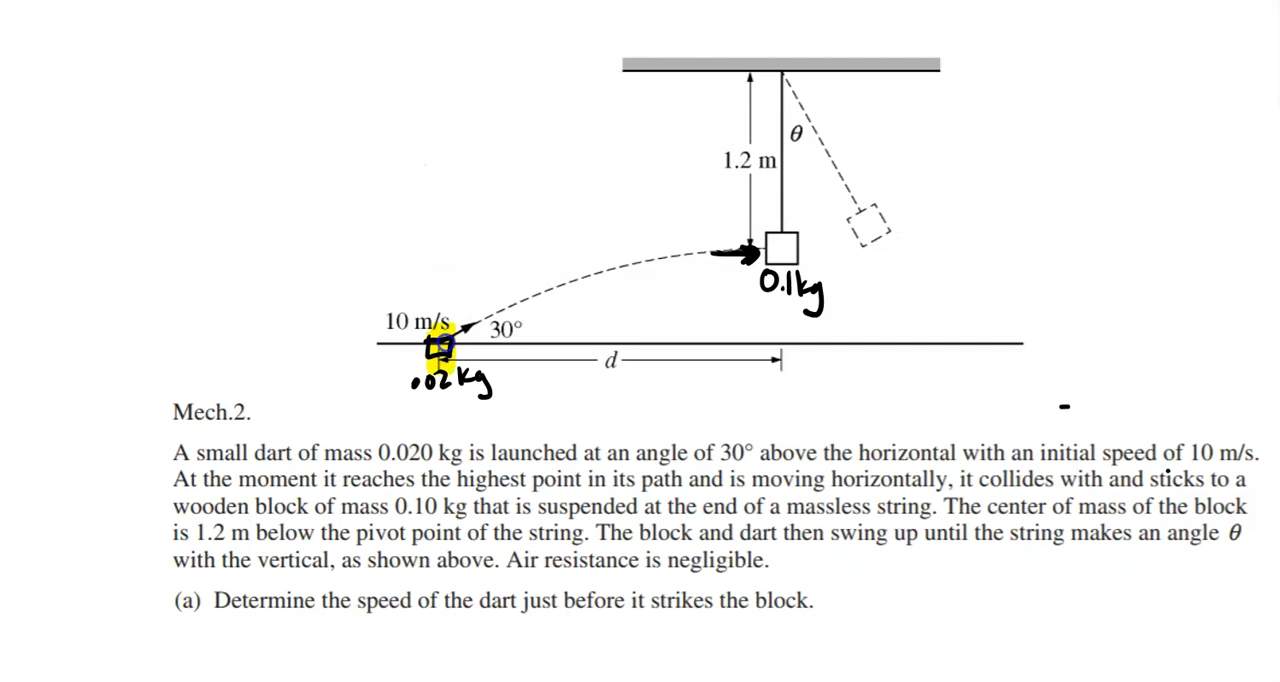 θ
1.2 m
0.1kg
10 m/s
30°
d
.02 kg
Mech.2.
A small dart of mass 0.020 kg is launched at an angle of 30° above the horizontal with an initial speed of 10 m/s.
At the moment it reaches the highest point in its path and is moving horizontally, it collides with and sticks to a
wooden block of mass 0.10 kg that is suspended at the end of a massless string. The center of mass of the block
is 1.2 m below the pivot point of the string. The block and dart then swing up until the string makes an angle θ
with the vertical, as shown above. Air resistance is negligible.
(a) Determine the speed of the dart just before it strikes the block.